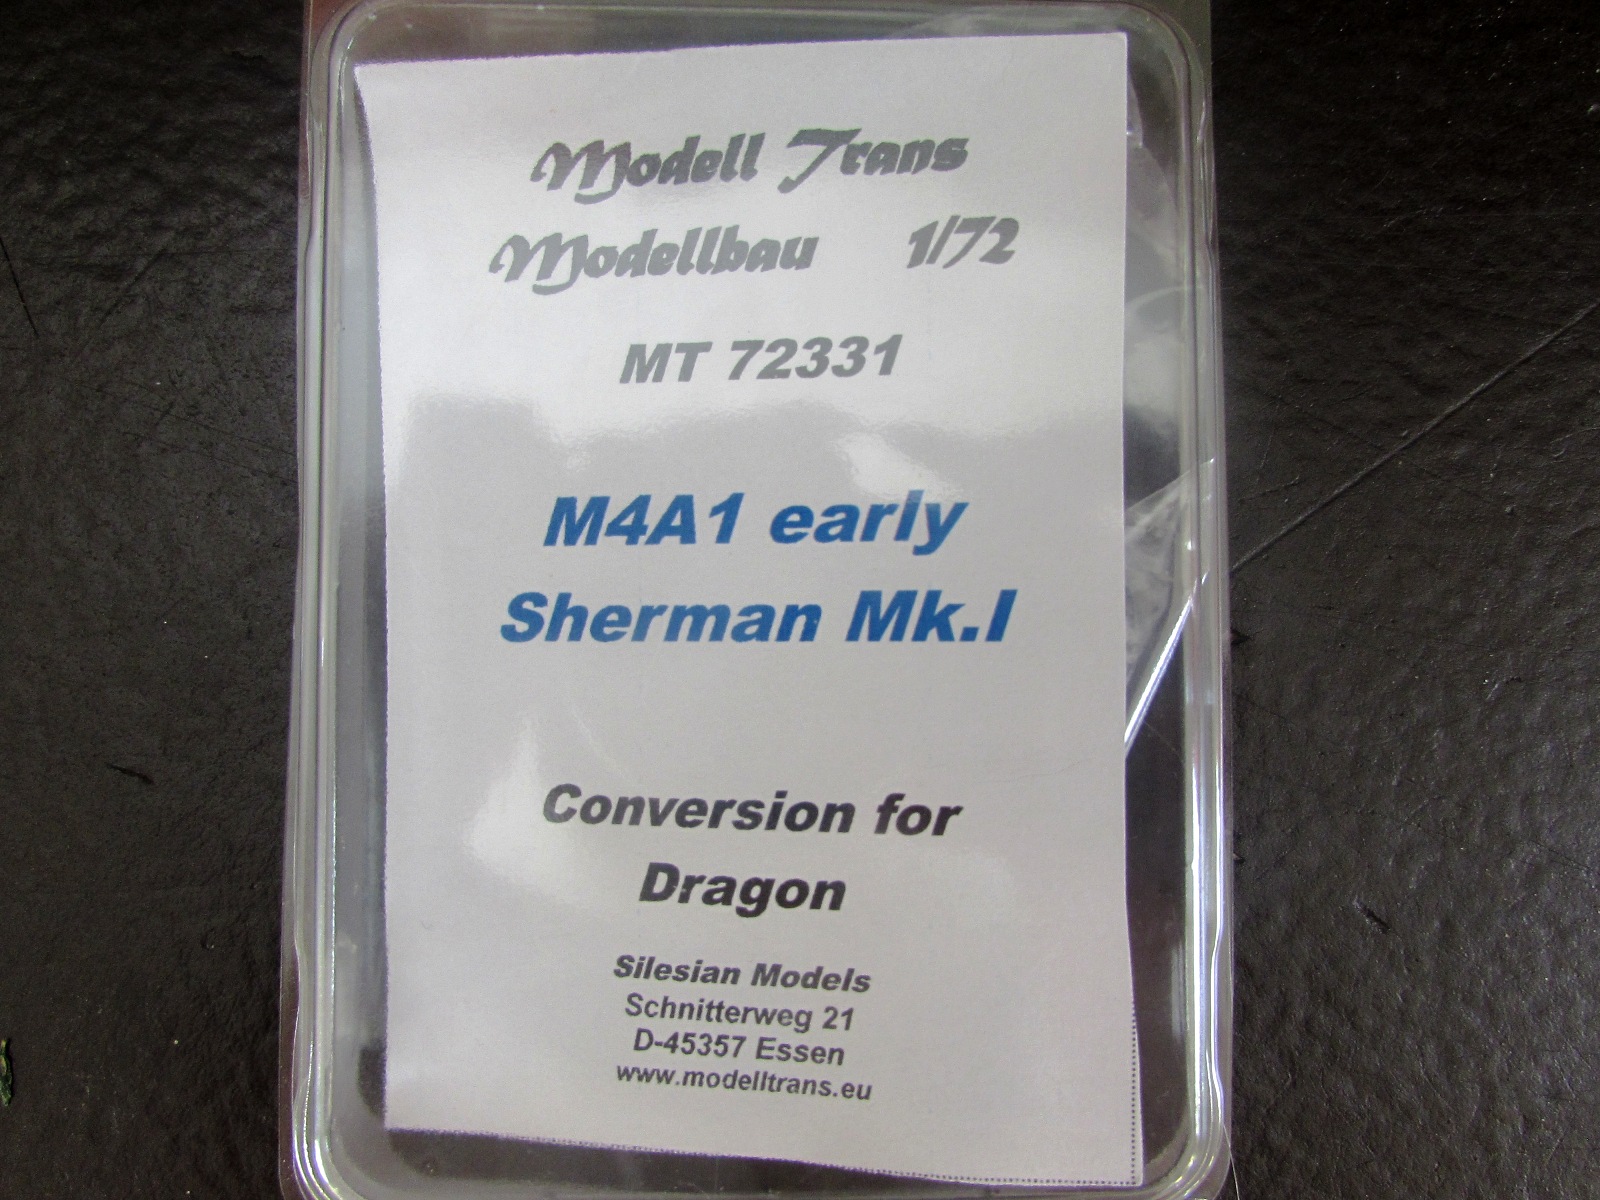 Modell Trans
Modellbau 1/72
MT 72331
M4A1 early
Sherman Mk.I
Conversion for
Dragon
Silesian Models
Schnitterweg 21
D-45357 Essen
www.modelltrans.eu